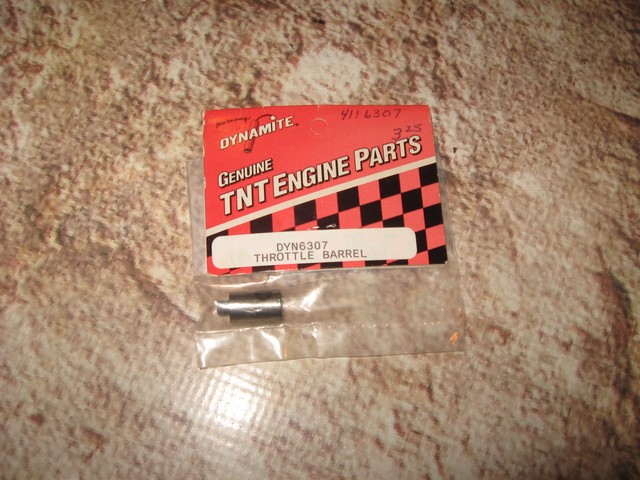 4116307
3 25
DYNAMITE
GENUINE
TNT ENGINE PARTS
DYN6307
THROTTLE BARREL